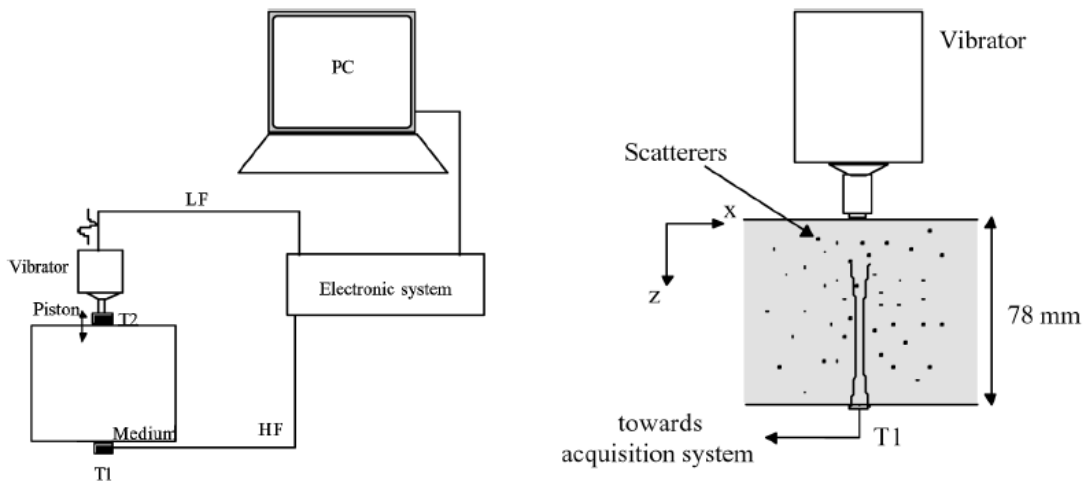 PC
LF
Vibrator
Electronic system
Piston
T2
Medium
HF
T1
Vibrator
Scatterers
x
z
78 mm
towards
acquisition system
T1